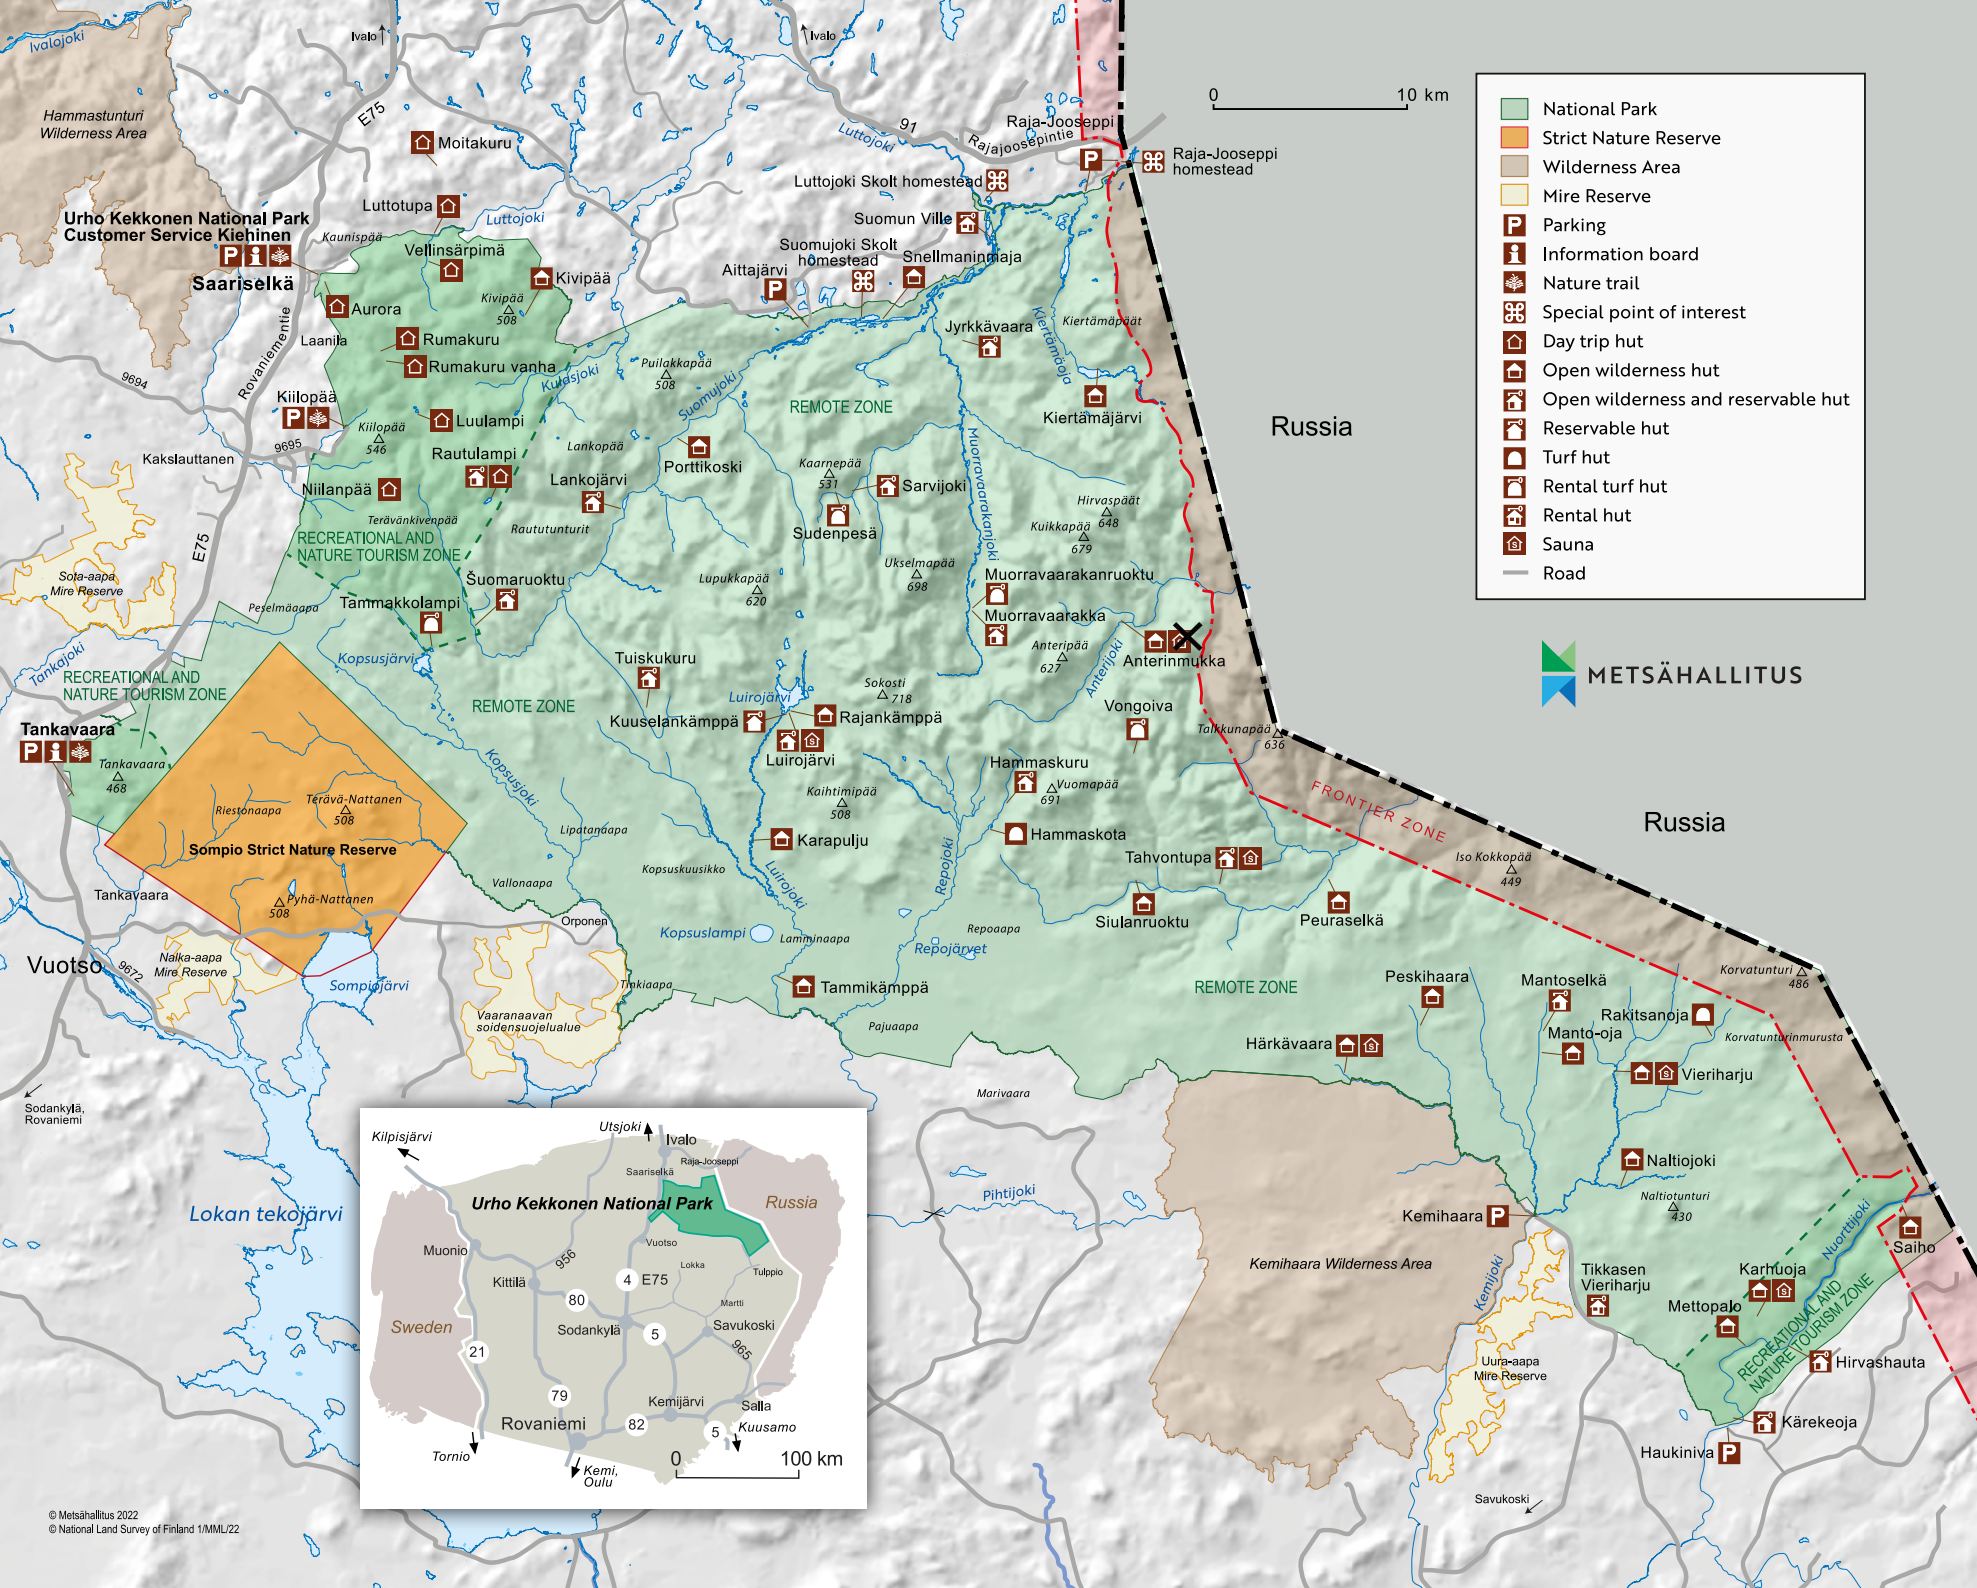 Ivalojoki
Ivalo
Ivalo
Hammastunturi
Wilderness Area
E75
Moitakuru
Luttojoki
91
Rajajoosepintie
Raja-Jooseppi
0 10 km
Raja-Jooseppi
homestead
Luttojoki Skolt homestead
Luttotupa
Luttojoki
Suomun Ville
Urho Kekkonen National Park
Customer Service Kiehinen
Kaunispää
Saariselkä
Vellinsärpimä
Kivipää
Kivipää
508
Suomujoki Skolt
homestead
Snellmaninmaja
Aittajärvi
Aurora
Laanila
Rovaniementie
Rumakuru
Rumakuru vanha
Kulasjoki
Puilakkapää
508
Suomujoki
Jyrkkävaara
Kiertämäoja
Kiertämäpäät
Kiertämäjärvi
REMOTE ZONE
9694
Kiilopää
Kiilopää
546
9695
Luulampi
Kakslauttanen
Rautulampi
Niilanpää
Lankopää
Lankojärvi
Porttikoski
Kaarnepää
531
Sarvijoki
Sudenpesä
Muorravaarakanjoki
Hirvaspäät
648
Kuikkapää
679
Terävänkivenpää
Raututunturit
RECREATIONAL AND
NATURE TOURISM ZONE
E75
Sota-aapa
Mire Reserve
Peselmäaapa
Suomaruoktu
Tammakkolampi
Lupukkapää
620
Ukselmapää
698
Muorravaarakanruoktu
Muorravaarakka
Anteripää
627
Anterijoki
Anterinmukka
Tankajoki
Kopsusjärvi
Tuiskukuru
RECREATIONAL AND
NATURE TOURISM ZONE
REMOTE ZONE
Luirojärvi
Sokosti
718
Kuuselankämppä
Rajankämppä
Luirojärvi
Vongoiva
Talkkunapää
636
Tankavaara
Tankavaara
468
Kopsusjoki
Hammaskuru
Vuomapää
691
Kaihtimipää
508
Hammaskota
Riestonaapa
Terävä-Nattanen
508
Lipatanaapa
Karapulju
Luirojoki
Repojoki
Sompio Strict Nature Reserve
Kopsuskuusikko
Tahvontupa
FRONTIER ZONE
Iso Kokkopää
449
Tankavaara
Pyhä-Nattanen
508
Vallonaapa
Orponen
Kopsuslampi
Lamminaapa
Repoaapa
Repojärvet
Siulanruoktu
Peuraselkä
Vuotso
9672
Nalka-aapa
Mire Reserve
Sompiojärvi
Tinkiaapa
Tammikämppä
Vaaranaavan
soidensuojelualue
Pajuaapa
REMOTE ZONE
Peskihaara
Mantoselkä
Rakitsanoja
Manto-oja
Korvatunturi
486
Korvatunturinmurusta
Härkävaara
Vieriharju
Sodankylä,
Rovaniemi
Marivaara
Naltiojoki
Naltiotunturi
430
Lokan tekojärvi
Pihtijoki
Kemihaara
Kemihaara Wilderness Area
Kemijoki
Nuorttijoki
Saiho
Tikkasen
Vieriharju
Karhuoja
Mettopalo
RECREATIONAL AND
NATURE TOURISM ZONE
Hirvashauta
Uura-aapa
Mire Reserve
Kärekeoja
Haukiniva
Savukoski
Russia
Russia
National Park
Strict Nature Reserve
Wilderness Area
Mire Reserve
P Parking
i Information board
Nature trail
Special point of interest
Day trip hut
Open wilderness hut
Open wilderness and reservable hut
Reservable hut
Turf hut
Rental turf hut
Rental hut
Sauna
Road
METSÄHALLITUS
Kilpisjärvi
Utsjoki
Ivalo
Raja-Jooseppi
Saariselkä
Urho Kekkonen National Park
Russia
Muonio
Vuotso
956
Kittilä
4 E75
Lokka
Tulppio
80
Martti
Sweden
Sodankylä
5
Savukoski
965
21
79
Kemijärvi
Salla
Rovaniemi
82
5
Kuusamo
Tornio
Kemi,
Oulu
0 100 km
© Metsähallitus 2022
© National Land Survey of Finland 1/MML/22